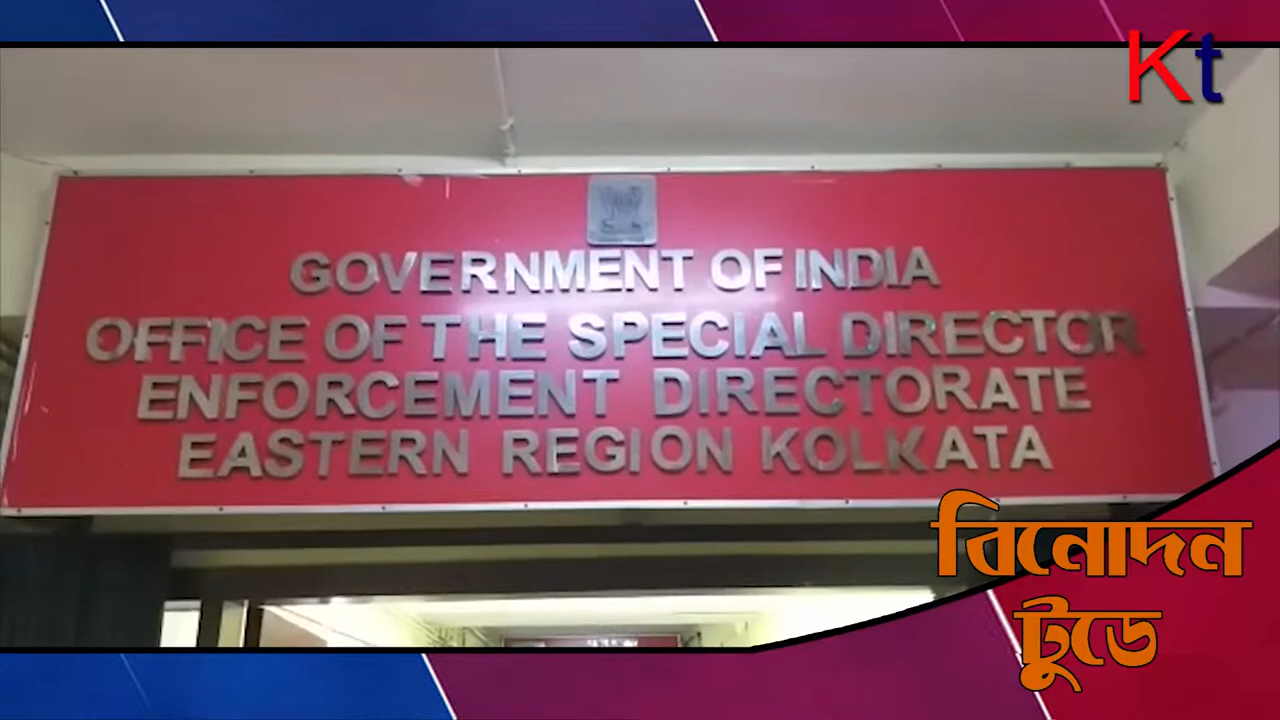 Kt
GOVERNMENT OF INDIA
OFFICE OF THE SPECIAL DIRECTOR
ENFORCEMENT DIRECTORATE
EASTERN REGION KOLKATA
বিনোদন
টুডে